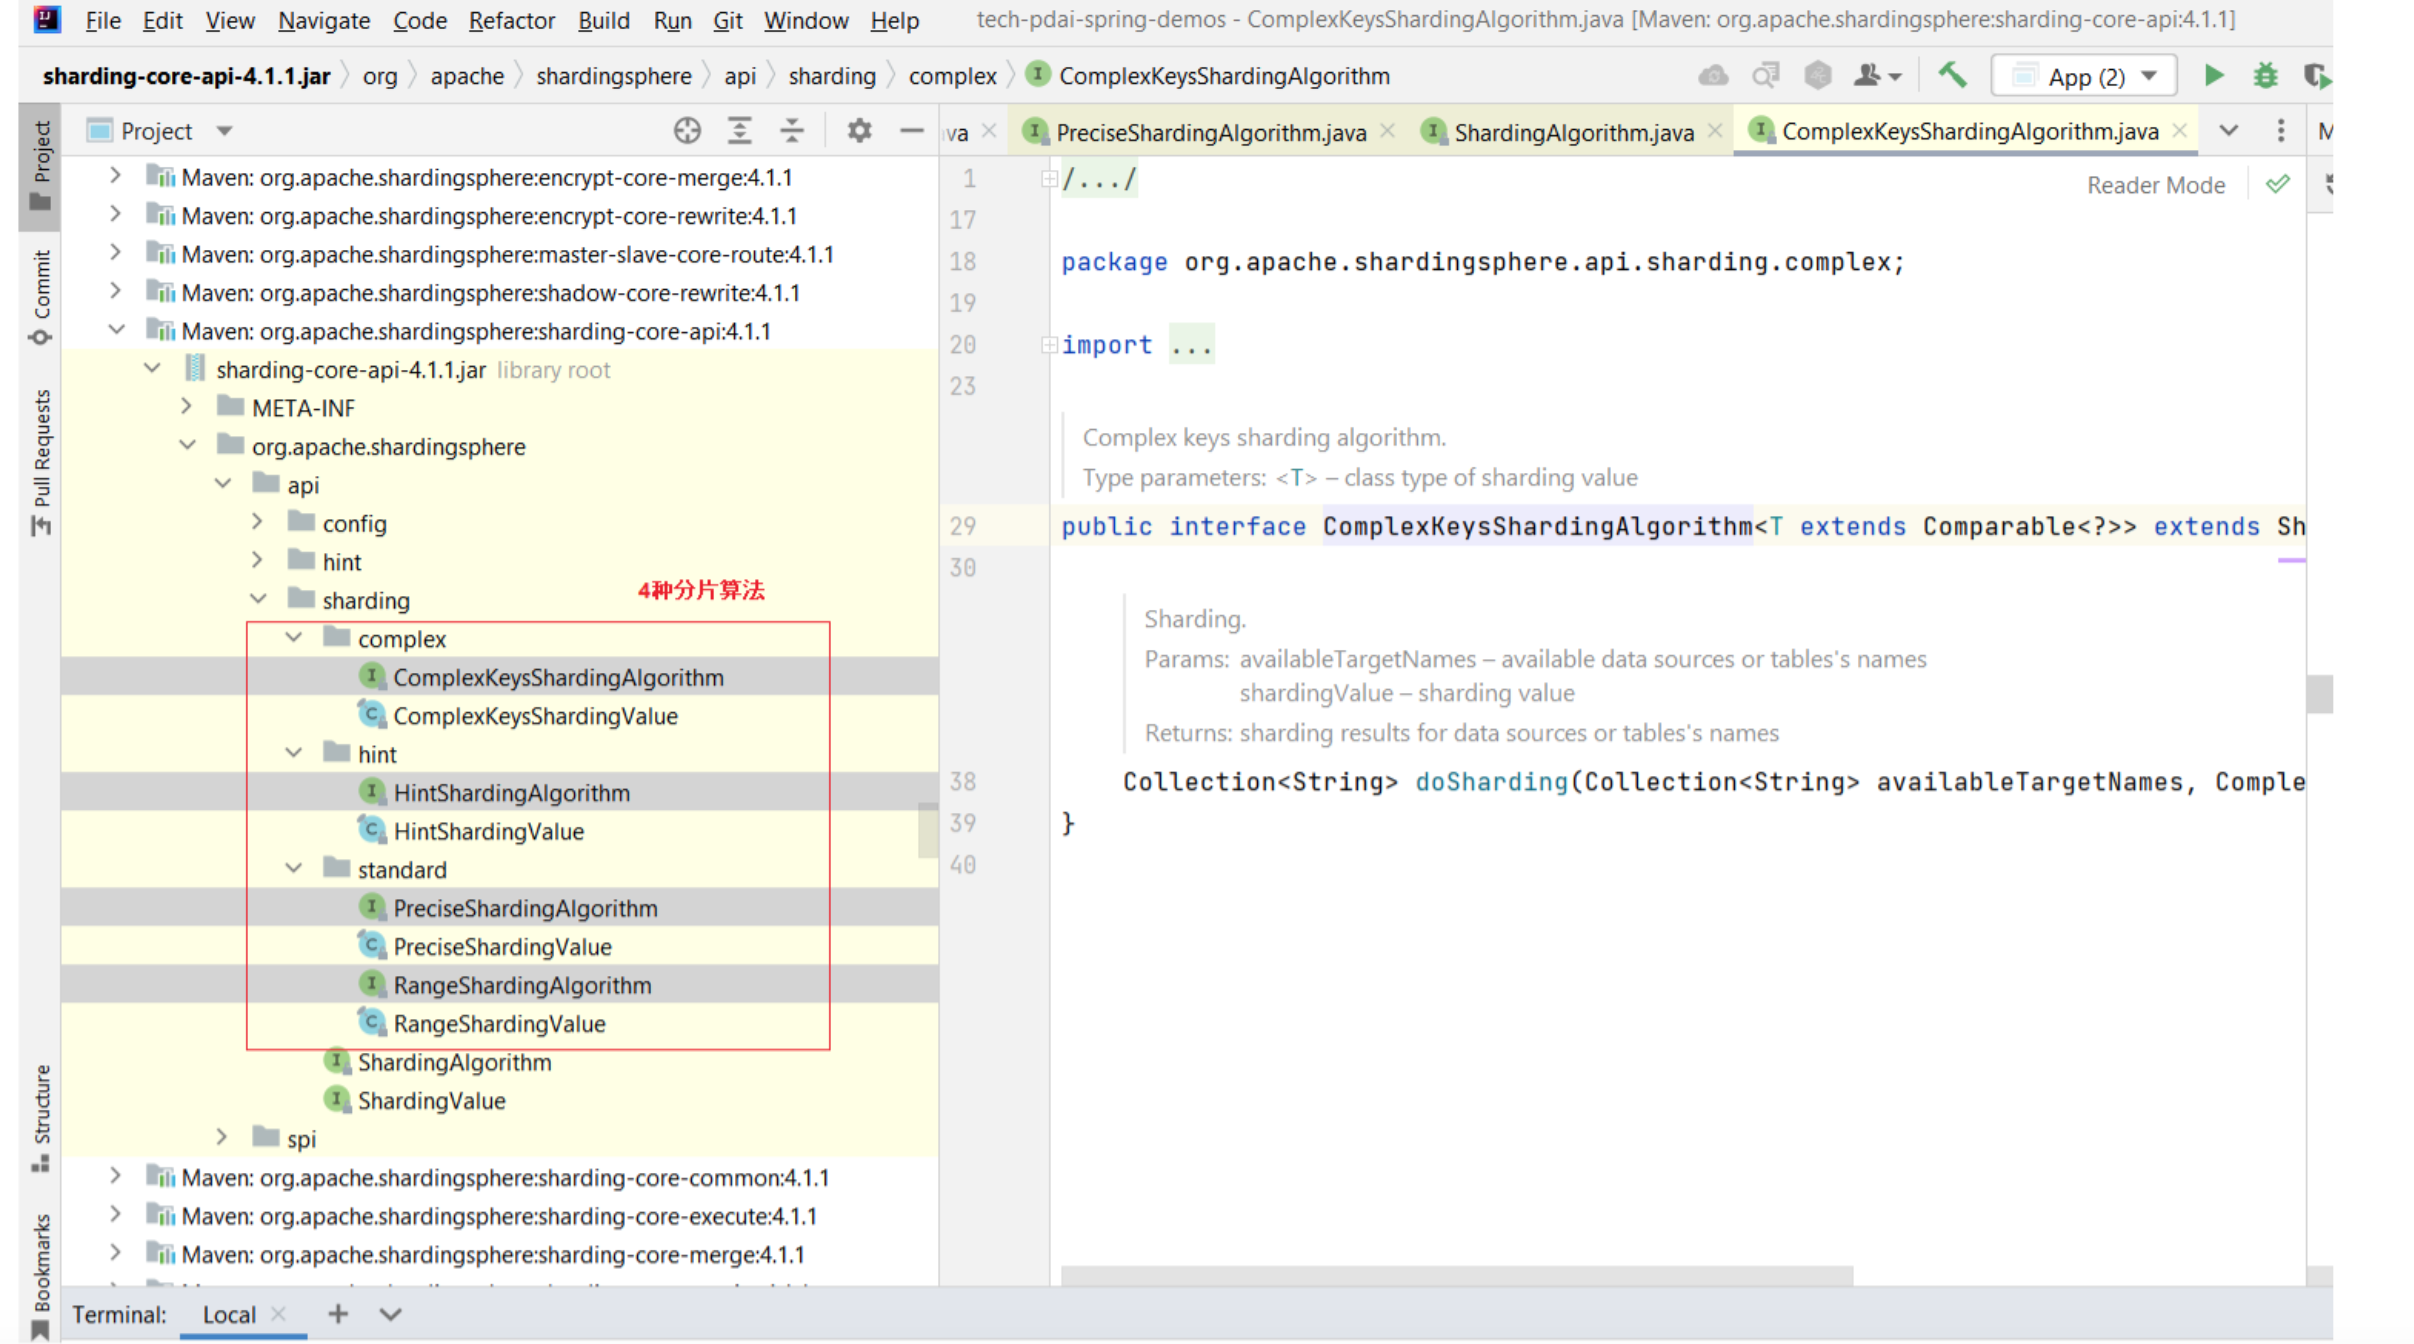 File Edit View Navigate Code Refactor Build Run Git Window Help tech-pdai-spring-demos - ComplexKeysShardingAlgorithm.java [Maven: org.apache.shardingsphere:sharding-core-api:4.1.1]
sharding-core-api-4.1.1.jar org apache shardingsphere api sharding complex ComplexKeysShardingAlgorithm App (2)
Project
va PreciseShardingAlgorithm.java ShardingAlgorithm.java ComplexKeysShardingAlgorithm.java M
Project
Commit
Pull Requests
Structure
Bookmarks
Maven: org.apache.shardingsphere:encrypt-core-merge:4.1.1
Maven: org.apache.shardingsphere:encrypt-core-rewrite:4.1.1
Maven: org.apache.shardingsphere:master-slave-core-route:4.1.1
Maven: org.apache.shardingsphere:shadow-core-rewrite:4.1.1
Maven: org.apache.shardingsphere:sharding-core-api:4.1.1
sharding-core-api-4.1.1.jar library root
META-INF
org.apache.shardingsphere
api
config
hint
sharding
4种分片算法
complex
ComplexKeysShardingAlgorithm
ComplexKeysShardingValue
hint
HintShardingAlgorithm
HintShardingValue
standard
PreciseShardingAlgorithm
PreciseShardingValue
RangeShardingAlgorithm
RangeShardingValue
ShardingAlgorithm
ShardingValue
spi
Maven: org.apache.shardingsphere:sharding-core-common:4.1.1
Maven: org.apache.shardingsphere:sharding-core-execute:4.1.1
Maven: org.apache.shardingsphere:sharding-core-merge:4.1.1
Reader Mode
1 /.../
17
18 package org.apache.shardingsphere.api.sharding.complex;
19
20 import ...
23
Complex keys sharding algorithm.
Type parameters: <T> – class type of sharding value
29 public interface ComplexKeysShardingAlgorithm<T extends Comparable<?>> extends Sh
30
Sharding.
Params: availableTargetNames – available data sources or tables's names
shardingValue – sharding value
Returns: sharding results for data sources or tables's names
38 Collection<String> doSharding(Collection<String> availableTargetNames, Comple
39 }
40
Terminal: Local